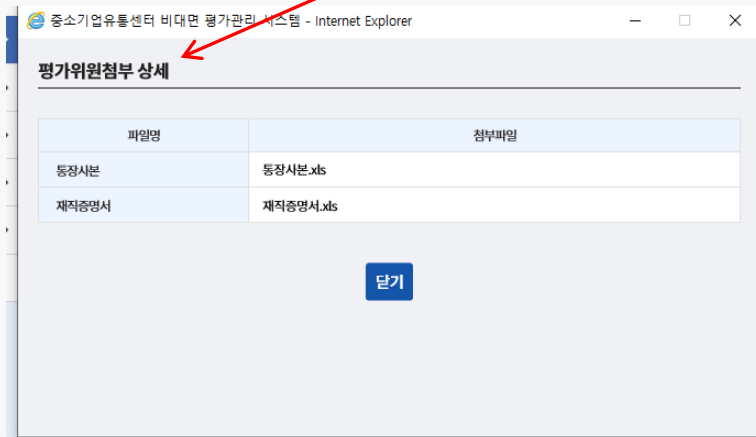 중소기업유통센터 비대면 평가관리 시스템 - Internet Explorer
평가위원첨부 상세
파일명 첨부파일
통장사본 통장사본.xls
재직증명서 재직증명서.xls
닫기